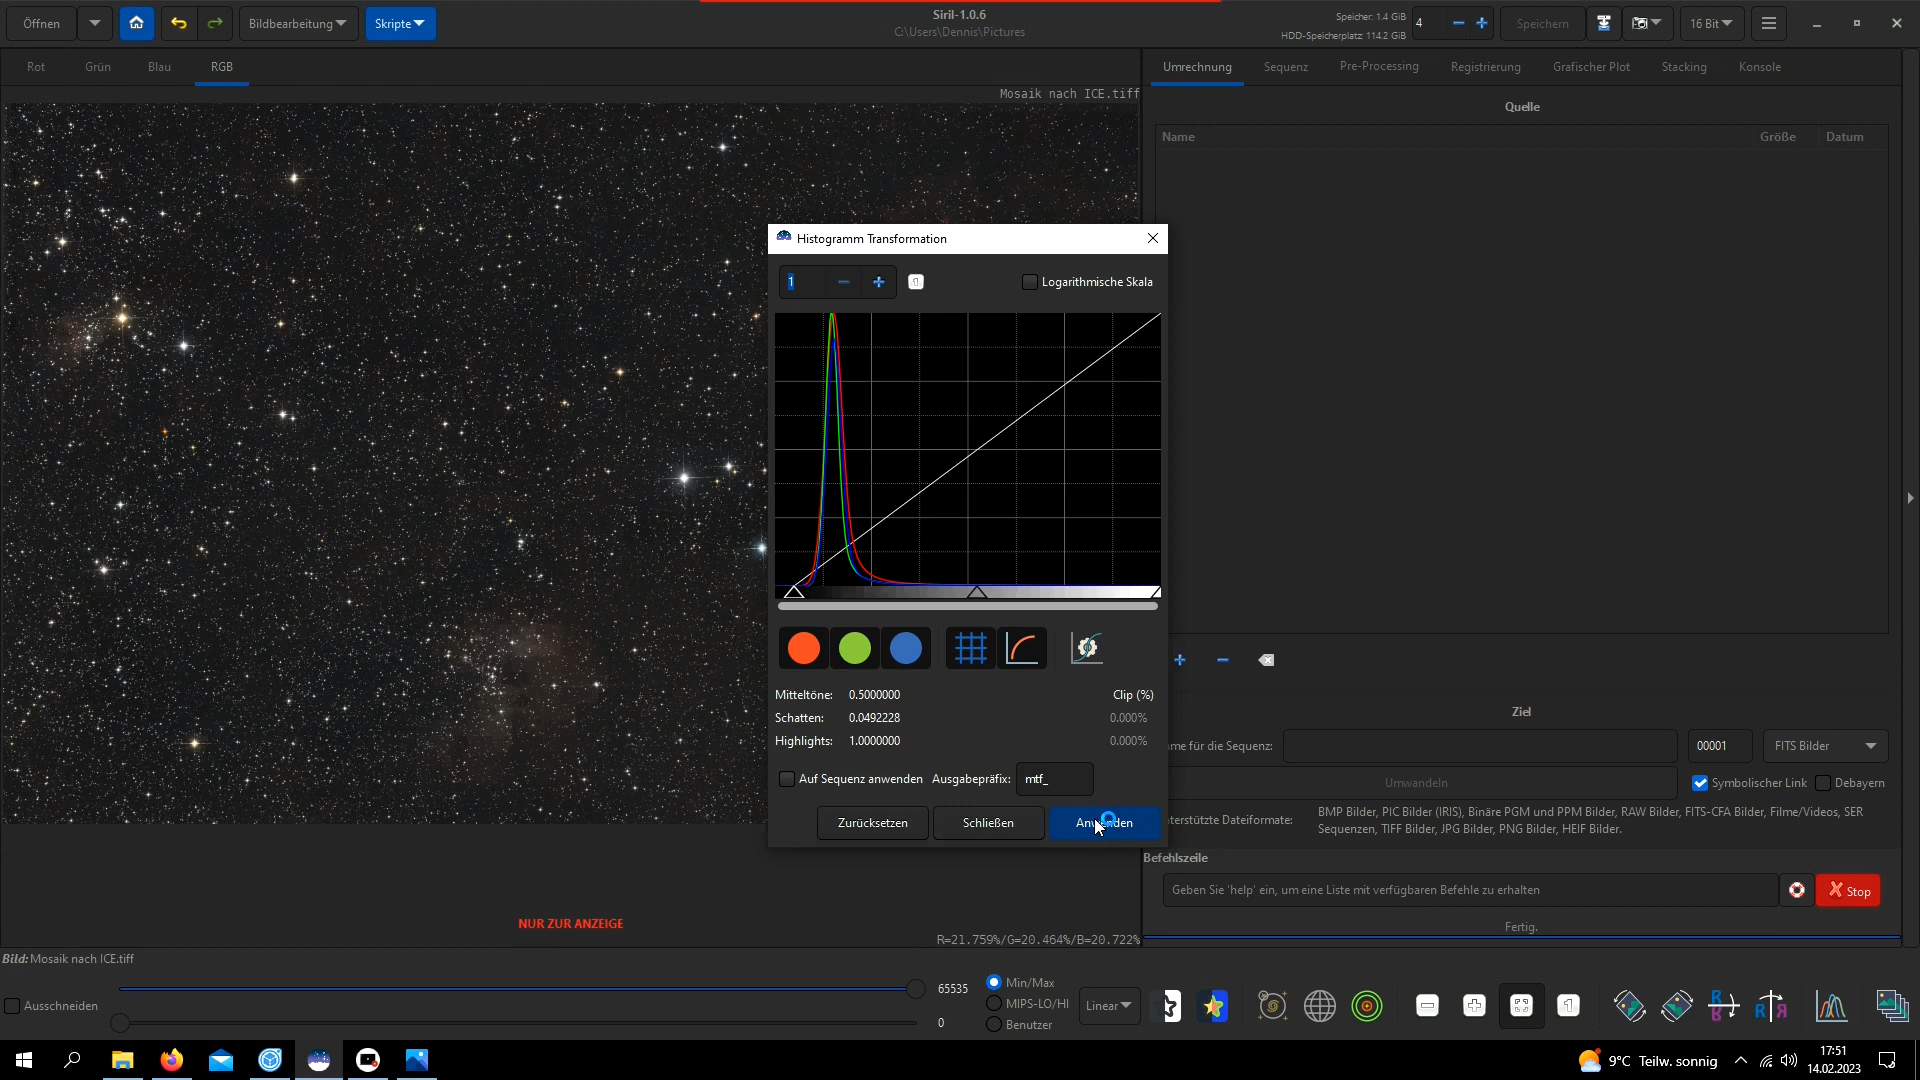 Öffnen
Bildbearbeitung
Skripte
Siril-1.0.6
C:\Users\Dennis\Pictures
Speicher: 1.4 GiB
HDD-Speicherplatz: 114.2 GiB
4
Speichern
16 Bit
Rot
Grün
Blau
RGB
Umrechnung
Sequenz
Pre-Processing
Registrierung
Grafischer Plot
Stacking
Konsole
Mosaik nach ICE.tiff
Quelle
Name
Größe
Datum
Histogramm Transformation
1
Logarithmische Skala
Mitteltöne: 0.5000000
Clip (%)
Schatten: 0.0492228
0.000%
Highlights: 1.0000000
0.000%
Auf Sequenz anwenden
Ausgabepräfix:
mtf_
Zurücksetzen
Schließen
Ziel
me für die Sequenz:
00001
FITS Bilder
Umwandeln
Symbolischer Link
Debayern
terstützte Dateiformate:
BMP Bilder, PIC Bilder (IRIS), Binäre PGM und PPM Bilder, RAW Bilder, FITS-CFA Bilder, Filme/Videos, SER
Sequenzen, TIFF Bilder, JPG Bilder, PNG Bilder, HEIF Bilder.
Befehlszeile
Geben Sie 'help' ein, um eine Liste mit verfügbaren Befehle zu erhalten
Stop
Fertig.
NUR ZUR ANZEIGE
R=21.759%/G=20.464%/B=20.722%
Bild: Mosaik nach ICE.tiff
Ausschneiden
65535
0
Min/Max
MIPS-LO/HI
Benutzer
Linear
9°C Teilw. sonnig
17:51
14.02.2023